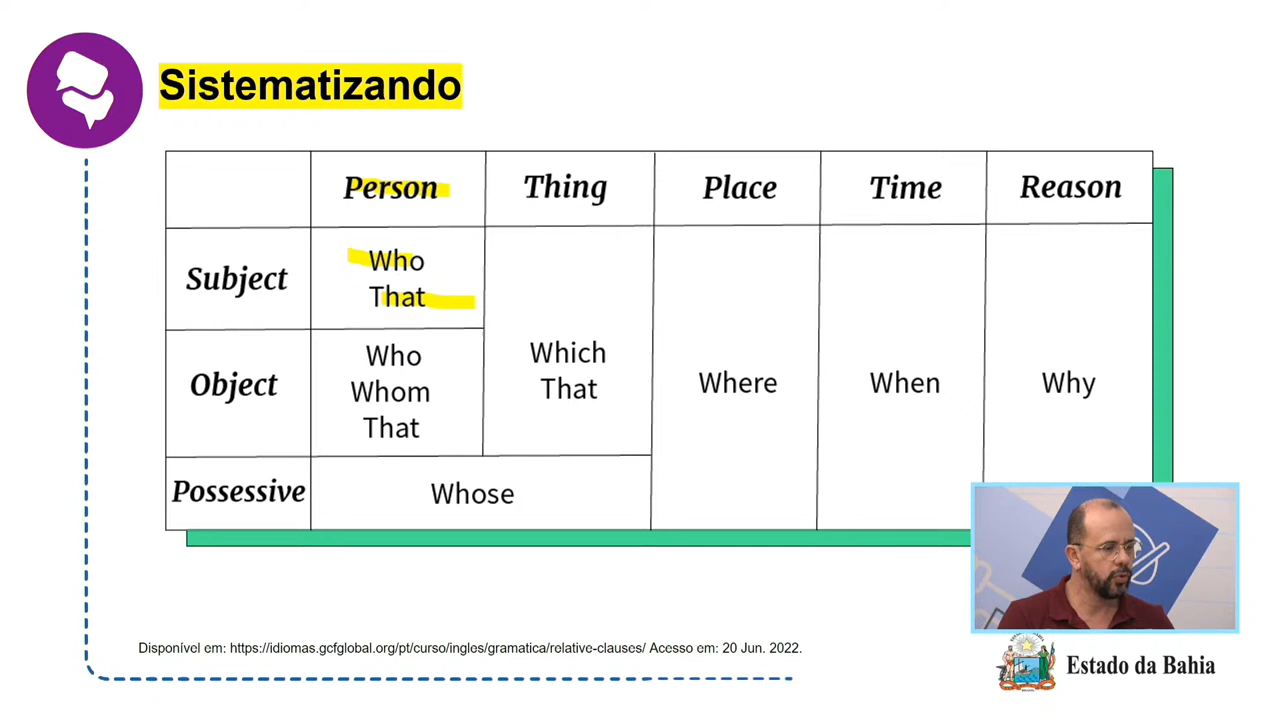 Sistematizando
Person Thing Place Time Reason
Subject
Who
That
Object
Who
Whom
That
Which
That
Where
When
Why
Possessive
Whose
Disponível em: https://idiomas.gcfglobal.org/pt/curso/ingles/gramatica/relative-clauses/ Acesso em: 20 Jun. 2022.
Estado da Bahia